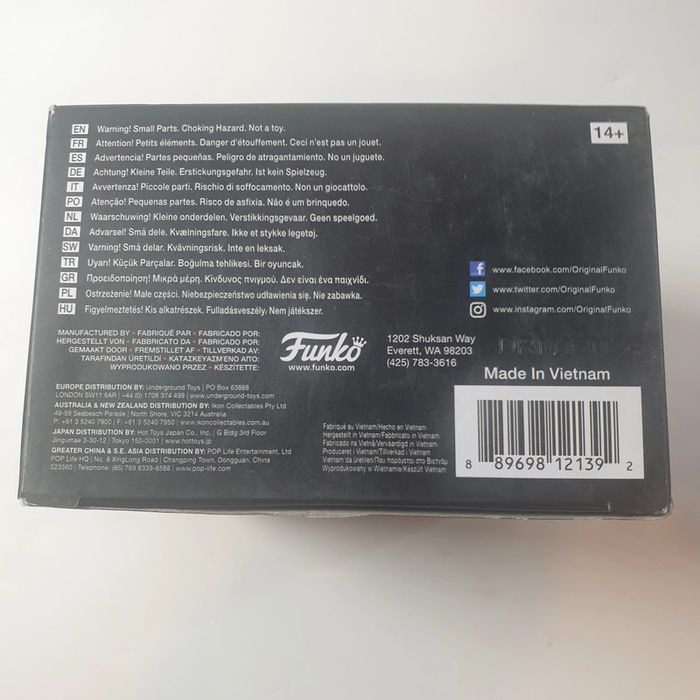 EN Warning! Small Parts. Choking Hazard. Not a toy.
FR Attention! Petits éléments. Danger d'étouffement. Ceci n'est pas un jouet.
ES Advertencia! Partes pequeñas. Peligro de atragantamiento. No un juguete.
DE Achtung! Kleine Teile. Erstickungsgefahr. Ist kein Spielzeug.
IT Avvertenza! Piccole parti. Rischio di soffocamento. Non un giocattolo.
PO Atenção! Pequenas partes. Risco de asfixia. Não é um brinquedo.
NL Waarschuwing! Kleine onderdelen. Verstikkingsgevaar. Geen speelgoed.
DA Advarsel! Små dele. Kvælningsfare. Ikke et stykke legetøj.
SW Varning! Små delar. Kvävningsrisk. Inte en leksak.
TR Uyarı! Küçük Parçalar. Boğulma tehlikesi. Bir oyuncak.
GR Προειδοποίηση! Μικρά μέρη. Κίνδυνος πνιγμού. Δεν είναι ένα παιχνίδι.
PL Ostrzeżenie! Małe części. Niebezpieczeństwo udławienia się. Nie zabawka.
HU Figyelmeztetés! Kis alkatrészek. Fulladásveszély. Nem játékszer.
14+
www.facebook.com/OriginalFunko
www.twitter.com/OriginalFunko
www.instagram.com/OriginalFunko
MANUFACTURED BY • FABRIQUÉ PAR • FABRICADO POR:
HERGESTELLT VON • FABBRICATO DA • FABRICADO POR:
GEMAAKT DOOR • FREMSTILLET AF • TILLVERKAD AV:
TARAFINDAN ÜRETİLDİ • ΚΑΤΑΣΚΕΥΑΣΜΕΝΟ ΑΠΟ:
WYPRODUKOWANO PRZEZ • KÉSZÍTETTE:
Funko
www.funko.com
1202 Shuksan Way
Everett, WA 98203
(425) 783-3616
Made In Vietnam
EUROPE DISTRIBUTION BY: Underground Toys | PO BOX 63668
LONDON SW11 9AR | +44 (0) 1708 374 499 | www.underground-toys.com
AUSTRALIA & NEW ZEALAND DISTRIBUTION BY: Ikon Collectables Pty Ltd
49-59 Seabeach Parade | North Shore, VIC 3214 Australia
P: +61 3 5240 7900 | F: +61 3 5240 7950 | www.ikoncollectables.com.au
JAPAN DISTRIBUTION BY: Hot Toys Japan Co., Inc. | G Bldg 3rd Floor
Jingumae 3-30-12 | Tokyo 150-0001 | www.hottoys.jp
GREATER CHINA & S.E. ASIA DISTRIBUTION BY: POP Life Entertainment, Ltd
POP Life HQ | No. 8 XingLong Road | Changping Town, Dongguan, China
523560 | Telephone: (86) 769 8339-8588 | www.pop-life.com
Fabriqué au Vietnam/Hecho en Vietnam
Hergestellt in Vietnam/Fabbricato in Vietnam
Fabricado na Vietnã/Vervaardigd in Vietnam
Produceret i Vietnam/Tillverkad i Vietnam
Vietnam da Üretilen/Που παράγεται στο Βιετνάμ
Wyprodukowany w Wietnamie/Készült Vietnam
8 89698 12139 2